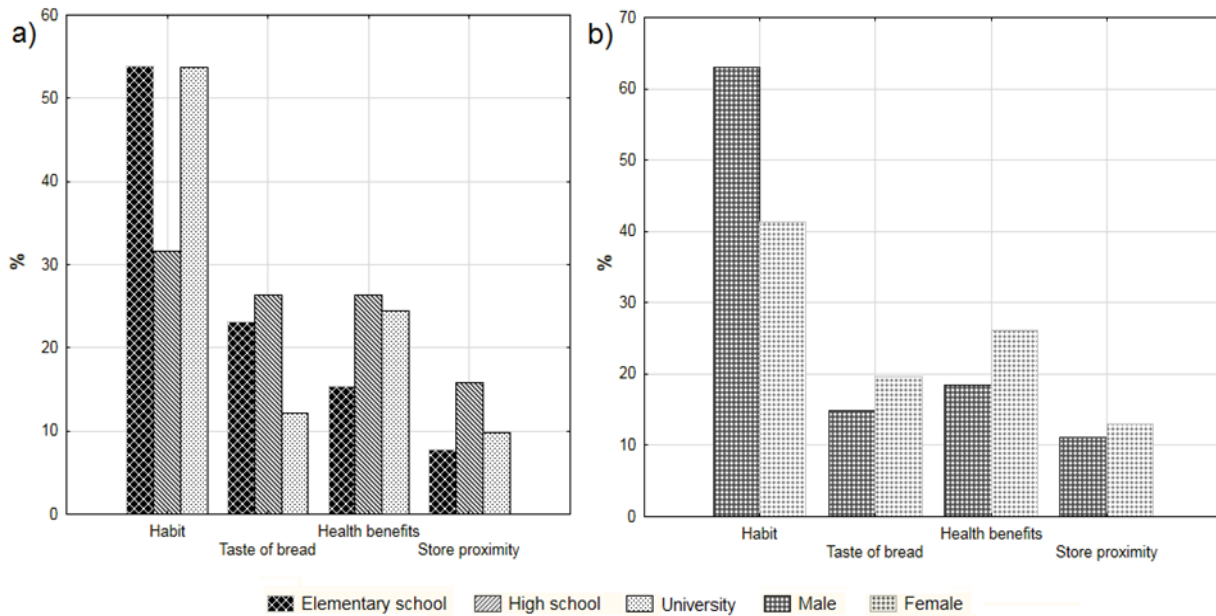 a)
60
50
40
30
20
10
0
%
Habit
Taste of bread
Health benefits
Store proximity
b)
70
60
50
40
30
20
10
0
%
Habit
Taste of bread
Health benefits
Store proximity
Elementary school High school University Male Female